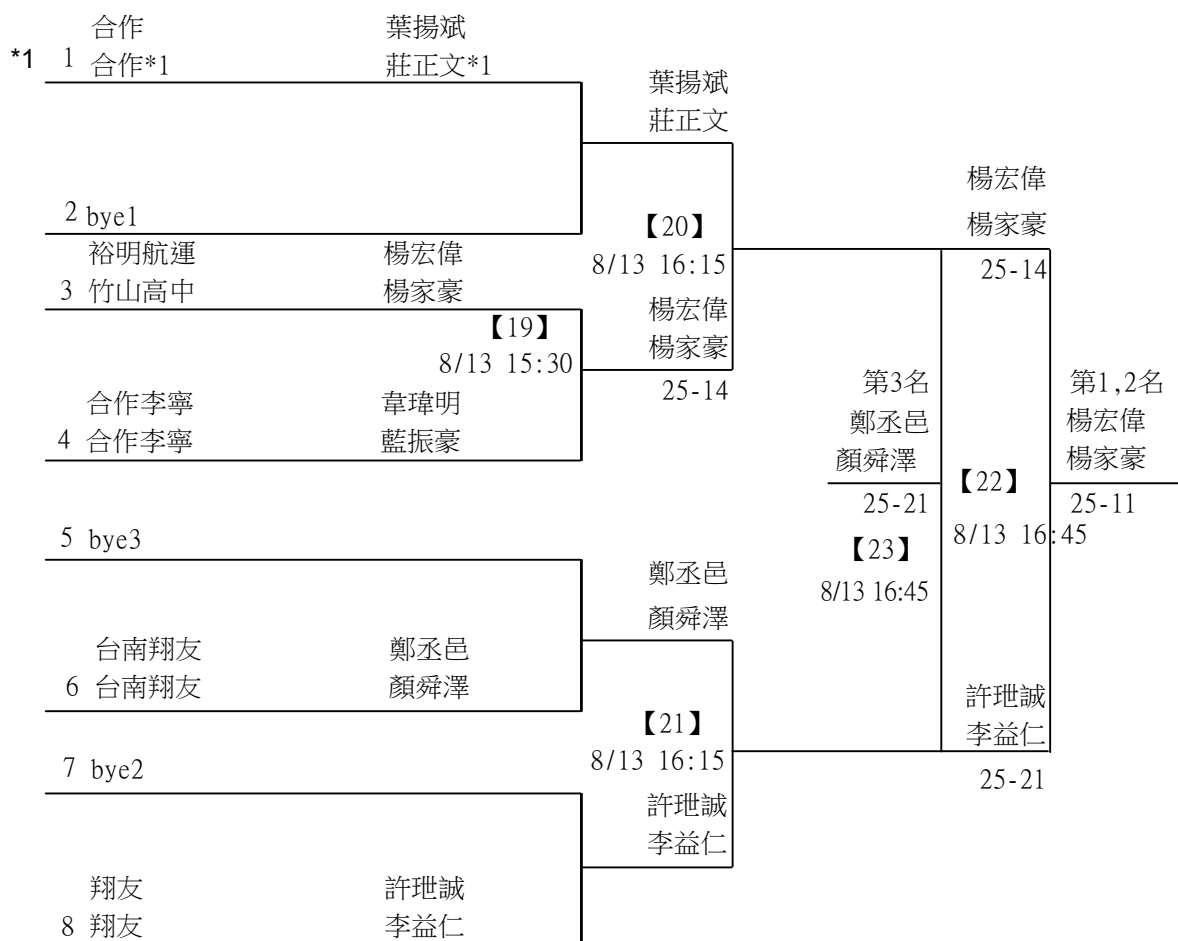 合作 葉揚斌
*1 1 合作*1 莊正文*1
葉揚斌
莊正文
楊宏偉
2 bye1 【20】 楊家豪
裕明航運 楊宏偉 8/13 16:15 25-14
3 竹山高中 楊家豪 楊宏偉
【19】 楊家豪
8/13 15:30 25-14
第3名 第1,2名
合作李寧 韋瑋明 鄭丞邑 楊宏偉
4 合作李寧 藍振豪 顏舜澤 楊家豪
【22】
25-21 25-11
5 bye3 【23】 8/13 16:45
鄭丞邑 8/13 16:45
顏舜澤
台南翔友 鄭丞邑
6 台南翔友 顏舜澤 許玴誠
【21】 李益仁
7 bye2 8/13 16:15 25-21
許玴誠
李益仁
翔友 許玴誠
8 翔友 李益仁